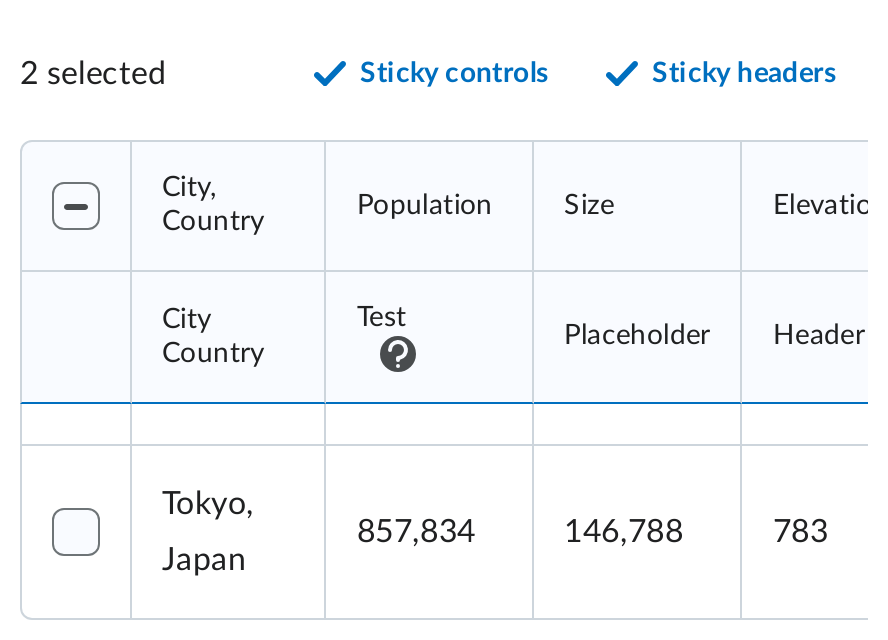 2 selected
Sticky controls
Sticky headers
City,
Country
Population
Size
Elevatio
City
Country
Test
Placeholder
Header
Tokyo,
Japan
857,834
146,788
783